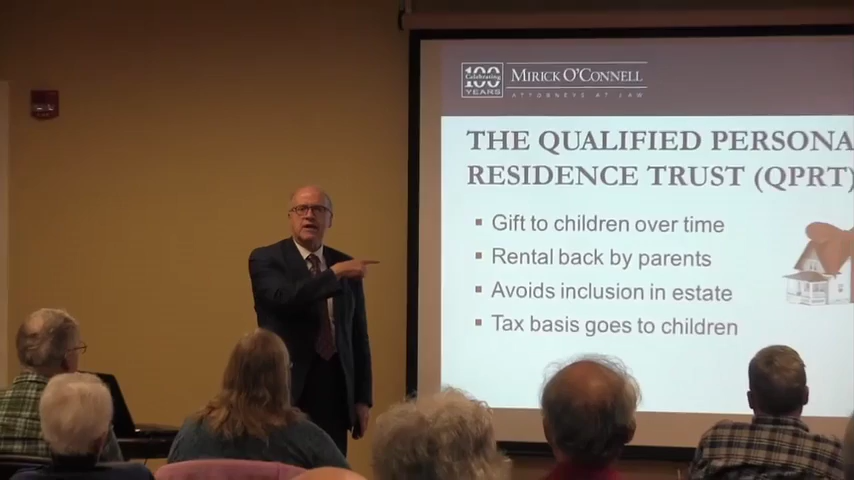 Celebrating
100
YEARS
MIRICK O'CONNELL
ATTORNEYS AT LAW
THE QUALIFIED PERSONA
RESIDENCE TRUST (QPRT)
▪ Gift to children over time
▪ Rental back by parents
▪ Avoids inclusion in estate
▪ Tax basis goes to children